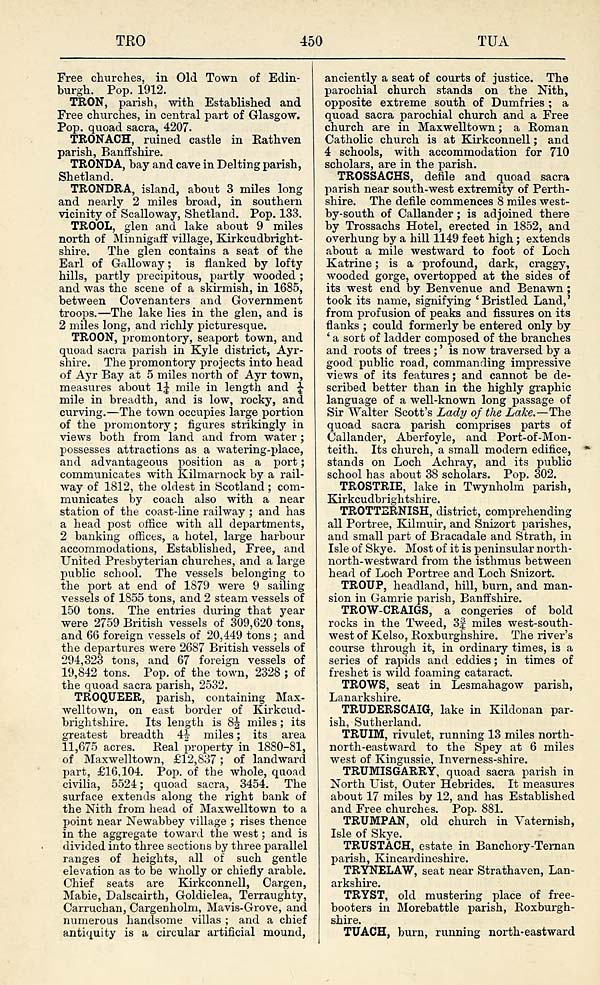 TRO 450 TUA
Free churches, in Old Town of Edin-
burgh. Pop. 1912.
TRON, parish, with Established and
Free churches, in central part of Glasgow.
Pop. quoad sacra, 4207.
TRONACH, ruined castle in Rathven
parish, Banffshire.
TRONDA, bay and cave in Delting parish,
Shetland.
TRONDRA, island, about 3 miles long
and nearly 2 miles broad, in southern
vicinity of Scalloway, Shetland. Pop. 133.
TROOL, glen and lake about 9 miles
north of Minnigaff village, Kirkcudbright-
shire. The glen contains a seat of the
Earl of Galloway; is flanked by lofty
hills, partly precipitous, partly wooded;
and was the scene of a skirmish, in 1685,
between Covenanters and Government
troops.—The lake lies in the glen, and is
2 miles long, and richly picturesque.
TROON, promontory, seaport town, and
quoad sacra parish in Kyle district, Ayr-
shire. The promontory projects into head
of Ayr Bay at 5 miles north of Ayr town,
measures about 1¼ mile in length and ¼
mile in breadth, and is low, rocky, and
curving.—The town occupies large portion
of the promontory; figures strikingly in
views both from land and from water;
possesses attractions as a watering-place,
and advantageous position as a port;
communicates with Kilmarnock by a rail-
way of 1812, the oldest in Scotland; com-
municates by coach also with a near
station of the coast-line railway; and has
a head post office with all departments,
2 banking offices, a hotel, large harbour
accommodations, Established, Free, and
United Presbyterian churches, and a large
public school. The vessels belonging to
the port at end of 1879 were 9 sailing
vessels of 1855 tons, and 2 steam vessels of
150 tons. The entries during that year
were 2759 British vessels of 309,620 tons,
and 66 foreign vessels of 20,449 tons; and
the departures were 2687 British vessels of
294,323 tons, and 67 foreign vessels of
19,842 tons. Pop. of the town, 2328; of
the quoad sacra parish, 2532.
TROQUEER, parish, containing Max-
welltown, on east border of Kirkcud-
brightshire. Its length is 8½ miles; its
greatest breadth 4½ miles; its area
11,675 acres. Real property in 1880-81,
of Maxwelltown, £12,837; of landward
part, £16,104. Pop. of the whole, quoad
civilia, 5524; quoad sacra, 3454. The
surface extends along the right bank of
the Nith from head of Maxwelltown to a
point near Newabbey village; rises thence
in the aggregate toward the west; and is
divided into three sections by three parallel
ranges of heights, all of such gentle
elevation as to be wholly or chiefly arable.
Chief seats are Kirkconnell, Cargen,
Mabie, Dalscairth, Goldielea, Terraughty,
Carruchan, Cargenholm, Mavis-Grove, and
numerous handsome villas; and a chief
antiquity is a circular artificial mound,
anciently a seat of courts of justice. The
parochial church stands on the Nith,
opposite extreme south of Dumfries; a
quoad sacra parochial church and a Free
church are in Maxwelltown; a Roman
Catholic church is at Kirkconnell; and
4 schools, with accommodation for 710
scholars, are in the parish.
TROSSACHS, defile and quoad sacra
parish near south-west extremity of Perth-
shire. The defile commences 8 miles west-
by-south of Callander; is adjoined there
by Trossachs Hotel, erected in 1852, and
overhung by a hill 1149 feet high; extends
about a mile westward to foot of Loch
Katrine; is a profound, dark, craggy,
wooded gorge, overtopped at the sides of
its west end by Benvenue and Benawn;
took its name, signifying ‘Bristled Land,’
from profusion of peaks and fissures on its
flanks; could formerly be entered only by
‘a sort of ladder composed of the branches
and roots of trees;’ is now traversed by a
good public road, commanding impressive
views of its features; and cannot be de-
scribed better than in the highly graphic
language of a well-known long passage of
Sir Walter Scott's Lady of the Lake.—The
quoad sacra parish comprises parts of
Callander, Aberfoyle, and Port-of-Mon-
teith. Its church, a small modern edifice,
stands on Loch Achray, and its public
school has about 38 scholars. Pop. 302.
TROSTRIE, lake in Twynholm parish,
Kirkcudbrightshire.
TROTTERNISH, district, comprehending
all Portree, Kilmuir, and Snizort parishes,
and small part of Bracadale and Strath, in
Isle of Skye. Most of it is peninsular north-
north-westward from the isthmus between
head of Loch Portree and Loch Snizort.
TROUP, headland, hill, burn, and man-
sion in Gamrie parish, Banffshire.
TROW-CRAIGS, a congeries of bold
rocks in the Tweed, 3¾ miles west-south-
west of Kelso, Roxburghshire. The river's
course through it, in ordinary times, is a
series of rapids and eddies; in times of
freshet is wild foaming cataract.
TROWS, seat in Lesmahagow parish,
Lanarkshire.
TRUDERSCAIG, lake in Kildonan par-
ish, Sutherland.
TRUIM, rivulet, running 13 miles north-
north-eastward to the Spey at 6 miles
west of Kingussie, Inverness-shire.
TRUMISGARRY, quoad sacra parish in
North Uist, Outer Hebrides. It measures
about 17 miles by 12, and has Established
and Free churches. Pop. 881.
TRUMPAN, old church in Vaternish,
Isle of Skye.
TRUSTACH, estate in Banchory-Ternan
parish, Kincardineshire.
TRYNELAW, seat near Strathaven, Lan-
arkshire.
TRYST, old mustering place of free-
booters in Morebattle parish, Roxburgh-
shire.
TUACH, burn, running north-eastward